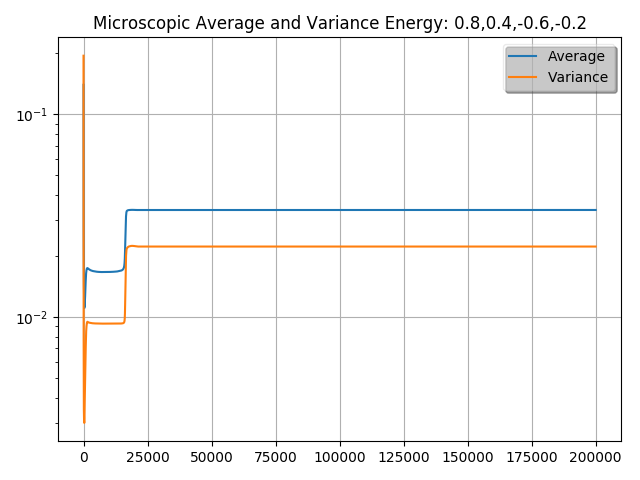 Microscopic Average and Variance Energy: 0.8,0.4,-0.6,-0.2
Average
Variance
10⁻¹
10⁻²
0 25000 50000 75000 100000 125000 150000 175000 200000